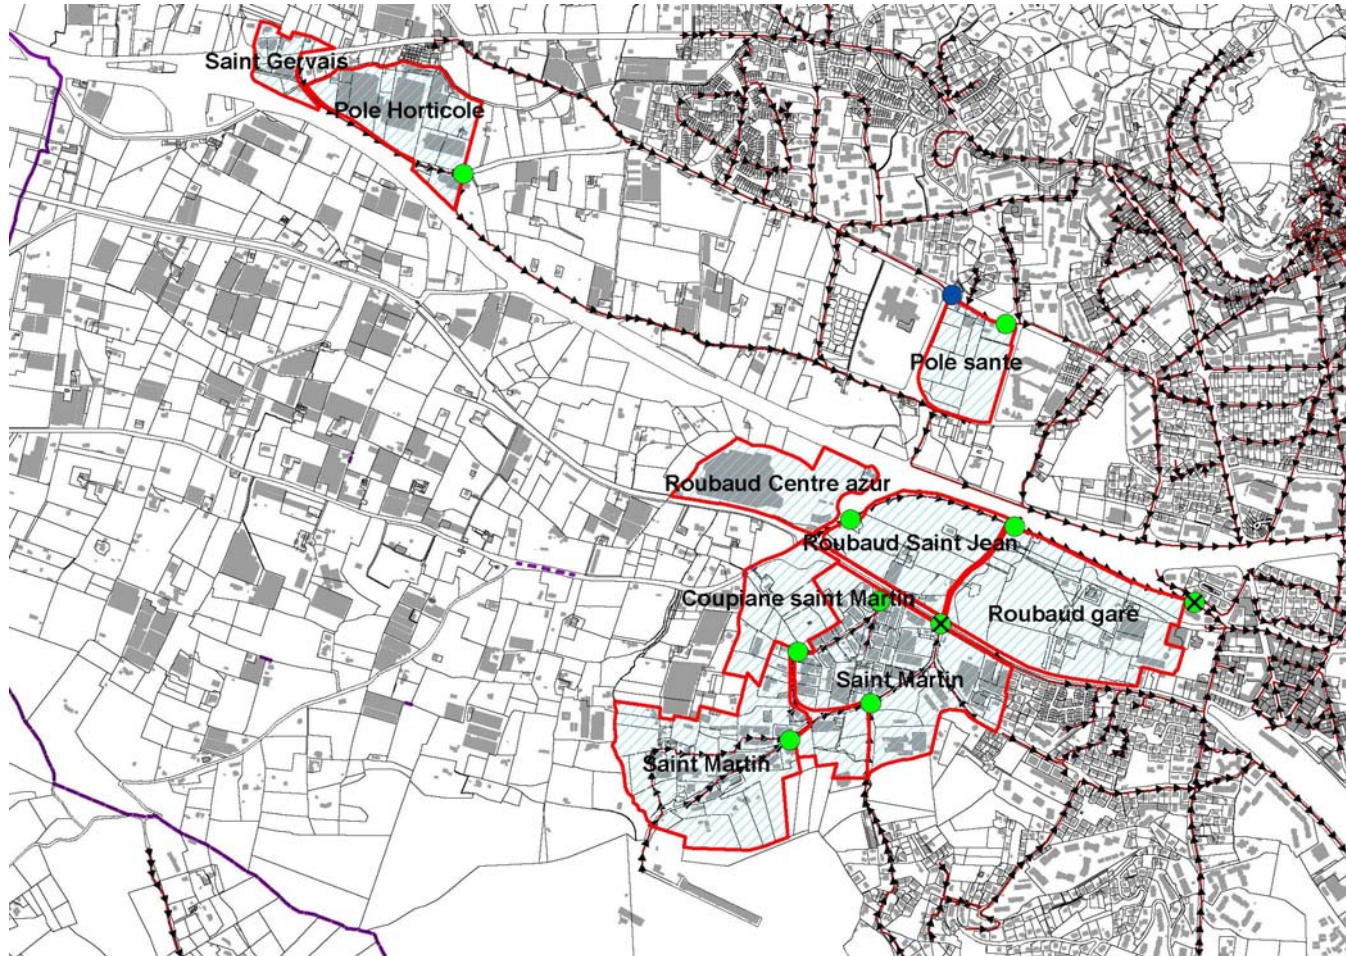 Saint Gervais
Pole Horticole
Pole sante
Roubaud Centre azur
Roubaud Saint Jean
Coupiane saint Martin
Roubaud gare
Saint Martin
Saint Martin